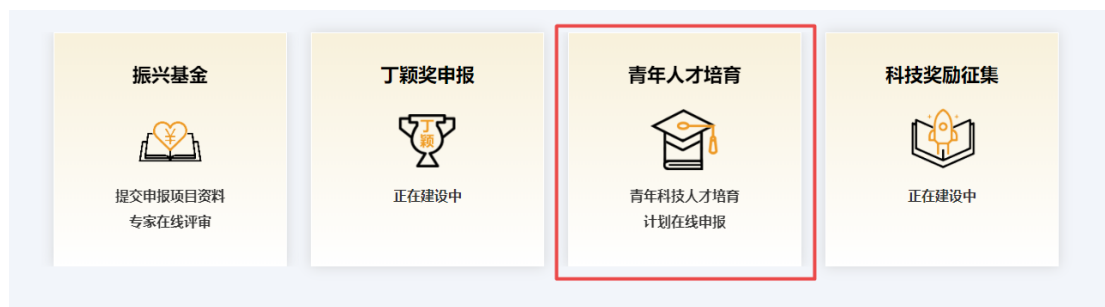 振兴基金
¥
提交申报项目资料
专家在线评审
丁颖奖申报
丁
颖
正在建设中
青年人才培育
青年科技人才培育
计划在线申报
科技奖励征集
正在建设中